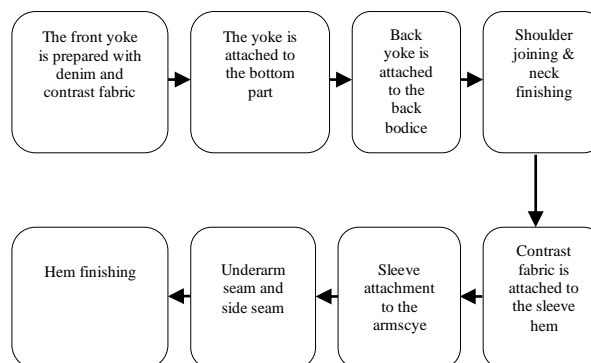 The front yoke
is prepared with
denim and
contrast fabric
The yoke is
attached to
the bottom
part
Back
yoke is
attached
to the
back
bodice
Shoulder
joining &
neck
finishing
Contrast
fabric is
attached to
the sleeve
hem
Sleeve
attachment
to the
armscye
Underarm
seam and
side seam
Hem finishing